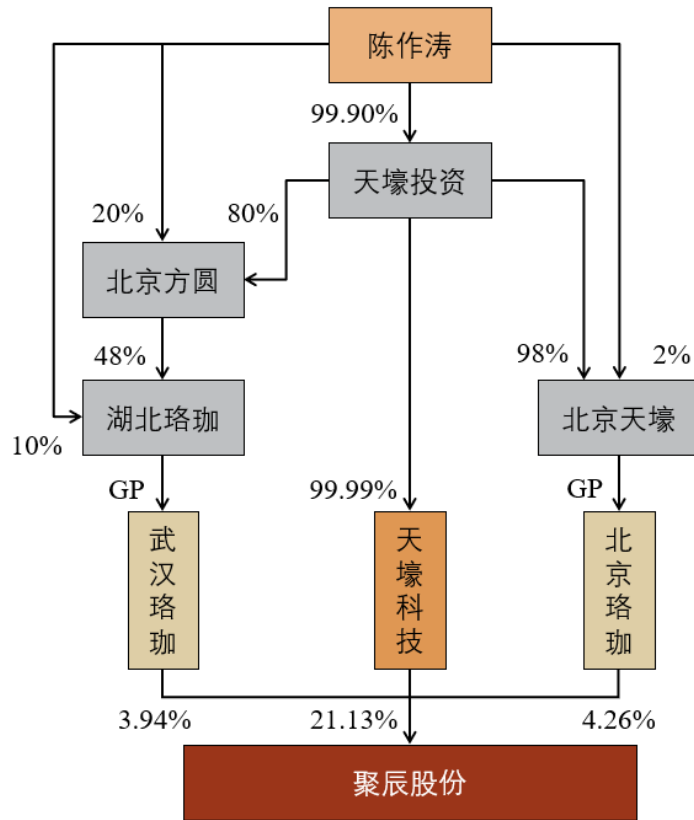 陈作涛
99.90%
天壕投资
20%
80%
北京方圆
48%
98%
2%
湖北珞珈
北京天壕
10%
GP
99.99%
GP
武汉珞珈
天壕科技
北京珞珈
3.94%
21.13%
4.26%
聚辰股份